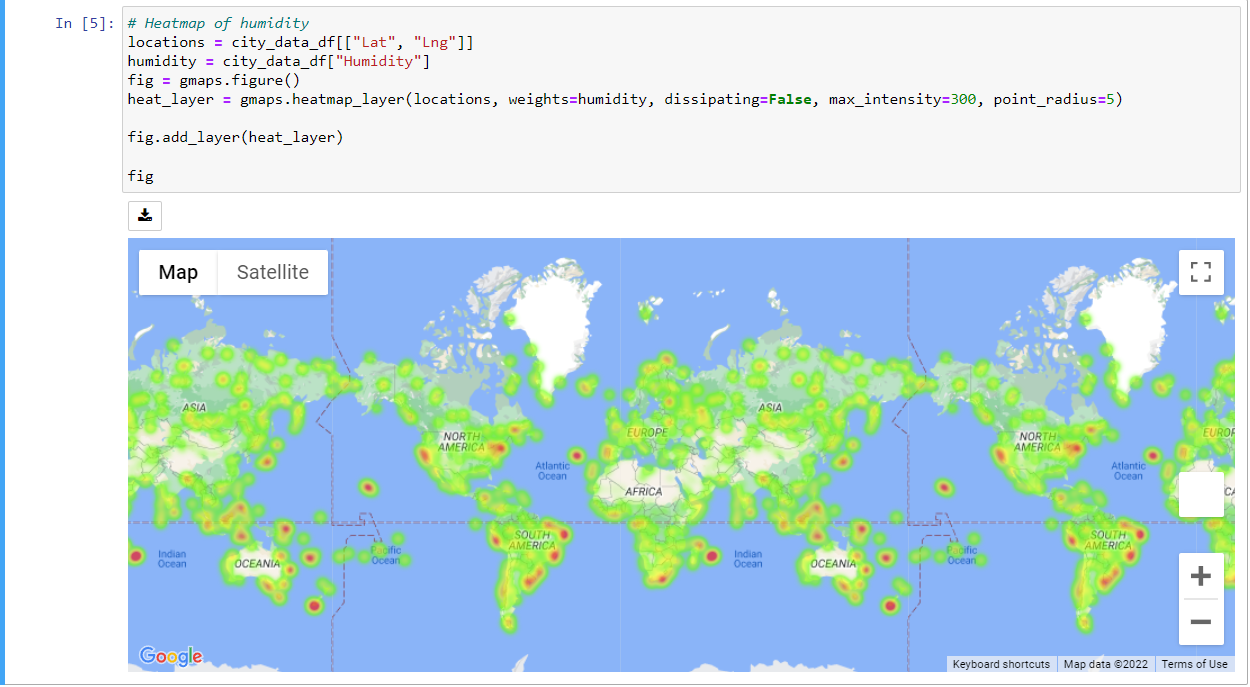 In [5]:
# Heatmap of humidity
locations = city_data_df[["Lat", "Lng"]]
humidity = city_data_df["Humidity"]
fig = gmaps.figure()
heat_layer = gmaps.heatmap_layer(locations, weights=humidity, dissipating=False, max_intensity=300, point_radius=5)
fig.add_layer(heat_layer)
fig
Map
Satellite
ASIA
NORTH
AMERICA
EUROPE
Atlantic
Ocean
AFRICA
ASIA
NORTH
AMERICA
EUROP
Atlantic
Ocean
Indian
Ocean
OCEANIA
Pacific
Ocean
SOUTH
AMERICA
Indian
Ocean
OCEANIA
Pacific
Ocean
SOUTH
AMERICA
Google
Keyboard shortcuts
Map data ©2022
Terms of Use